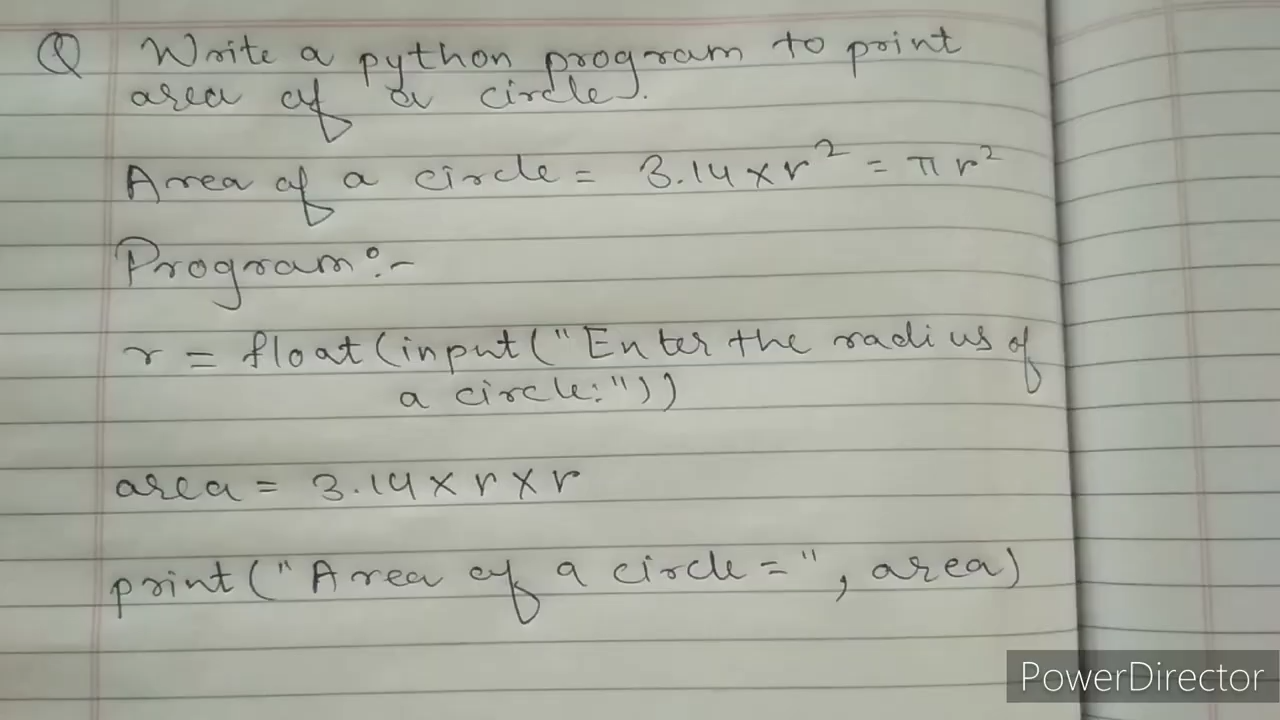 Q Write a python program to print
area of a circle.
Area of a circle = 3.14 × r² = π r²
Program:-
r = float(input("Enter the radius of
a circle:"))
area = 3.14 × r × r
print("Area of a circle =", area)
PowerDirector